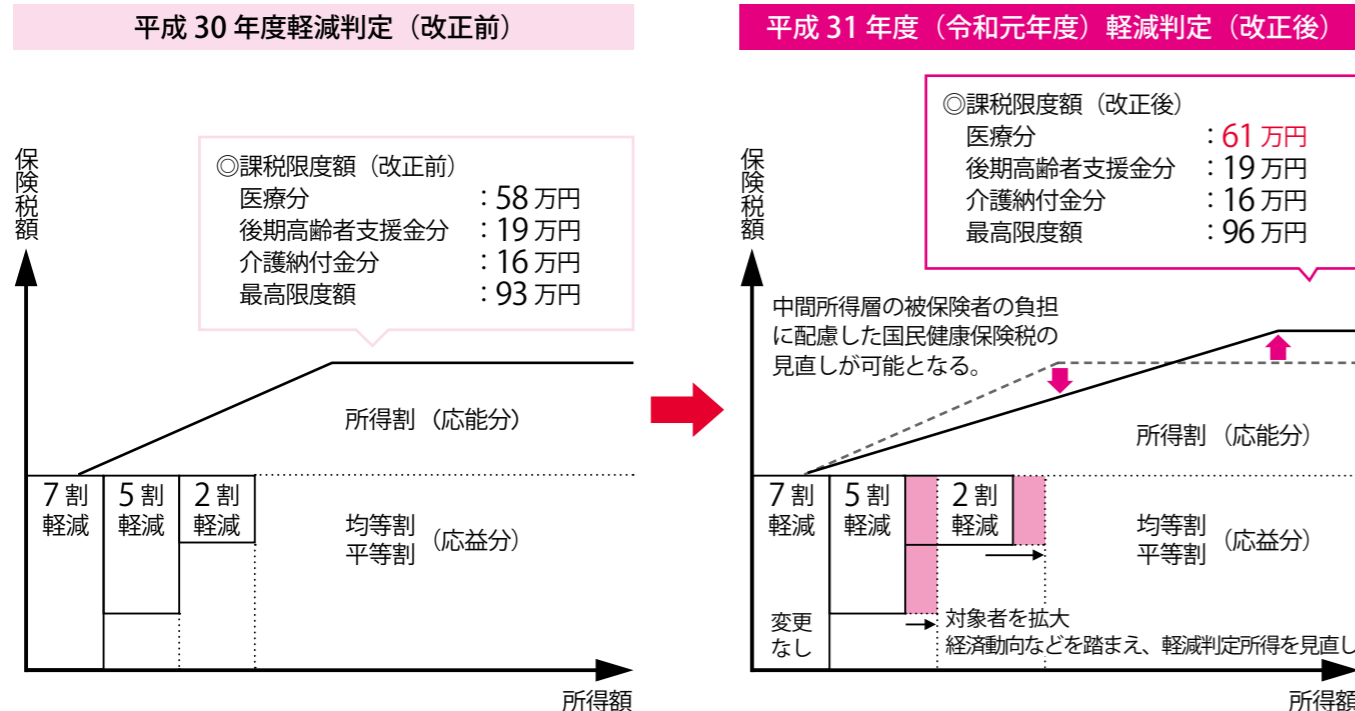 平成 30 年度軽減判定（改正前）
保険税額
◎課税限度額（改正前）
医療分 ：58 万円
後期高齢者支援金分 ：19 万円
介護納付金分 ：16 万円
最高限度額 ：93 万円
所得割（応能分）
7 割
軽減
5 割
軽減
2 割
軽減
均等割
平等割
（応益分）
所得額
平成 31 年度（令和元年度）軽減判定（改正後）
保険税額
◎課税限度額（改正後）
医療分 ：61 万円
後期高齢者支援金分 ：19 万円
介護納付金分 ：16 万円
最高限度額 ：96 万円
中間所得層の被保険者の負担
に配慮した国民健康保険税の
見直しが可能となる。
所得割（応能分）
7 割
軽減
5 割
軽減
2 割
軽減
均等割
平等割
（応益分）
変更
なし
対象者を拡大
経済動向などを踏まえ、軽減判定所得を見直し
所得額